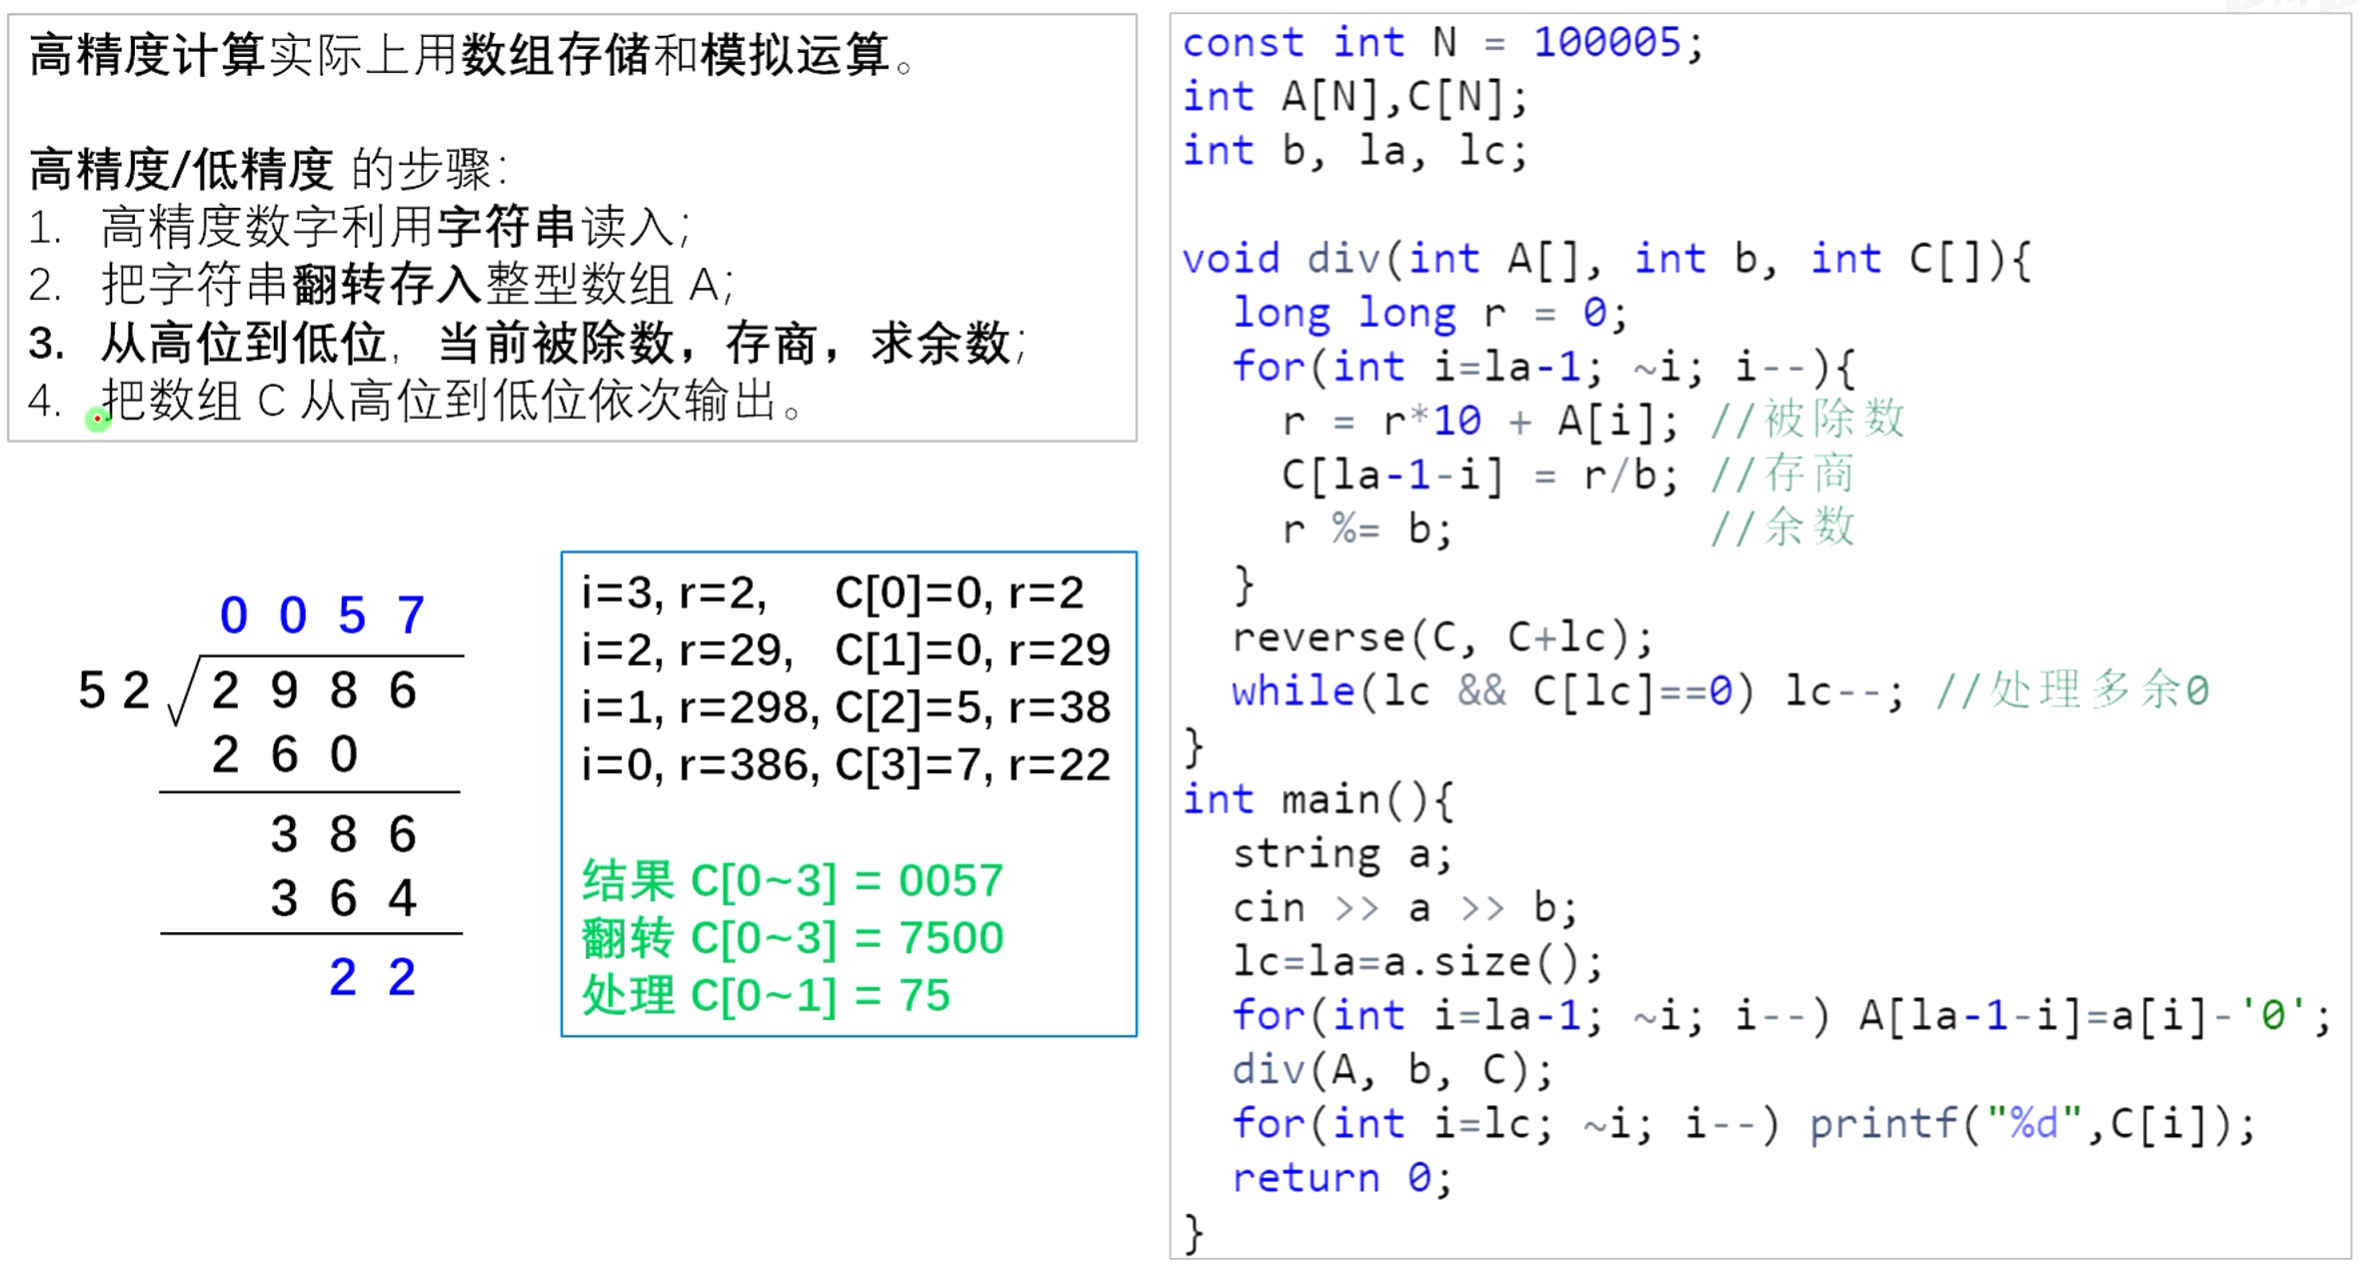 高精度计算实际上用数组存储和模拟运算。
高精度/低精度 的步骤：
1. 高精度数字利用字符串读入；
2. 把字符串翻转存入整型数组 A；
3. 从高位到低位，当前被除数，存商，求余数；
4. 把数组 C 从高位到低位依次输出。
0 0 5 7
5 2 2 9 8 6
2 6 0
3 8 6
3 6 4
2 2
i=3, r=2, C[0]=0, r=2
i=2, r=29, C[1]=0, r=29
i=1, r=298, C[2]=5, r=38
i=0, r=386, C[3]=7, r=22
结果 C[0~3] = 0057
翻转 C[0~3] = 7500
处理 C[0~1] = 75
const int N = 100005;
int A[N],C[N];
int b, la, lc;
void div(int A[], int b, int C[]){
long long r = 0;
for(int i=la-1; ~i; i--){
r = r*10 + A[i]; //被除数
C[la-1-i] = r/b; //存商
r %= b; //余数
}
reverse(C, C+lc);
while(lc && C[lc]==0) lc--; //处理多余0
}
int main(){
string a;
cin >> a >> b;
lc=la=a.size();
for(int i=la-1; ~i; i--) A[la-1-i]=a[i]-'0';
div(A, b, C);
for(int i=lc; ~i; i--) printf("%d",C[i]);
return 0;
}